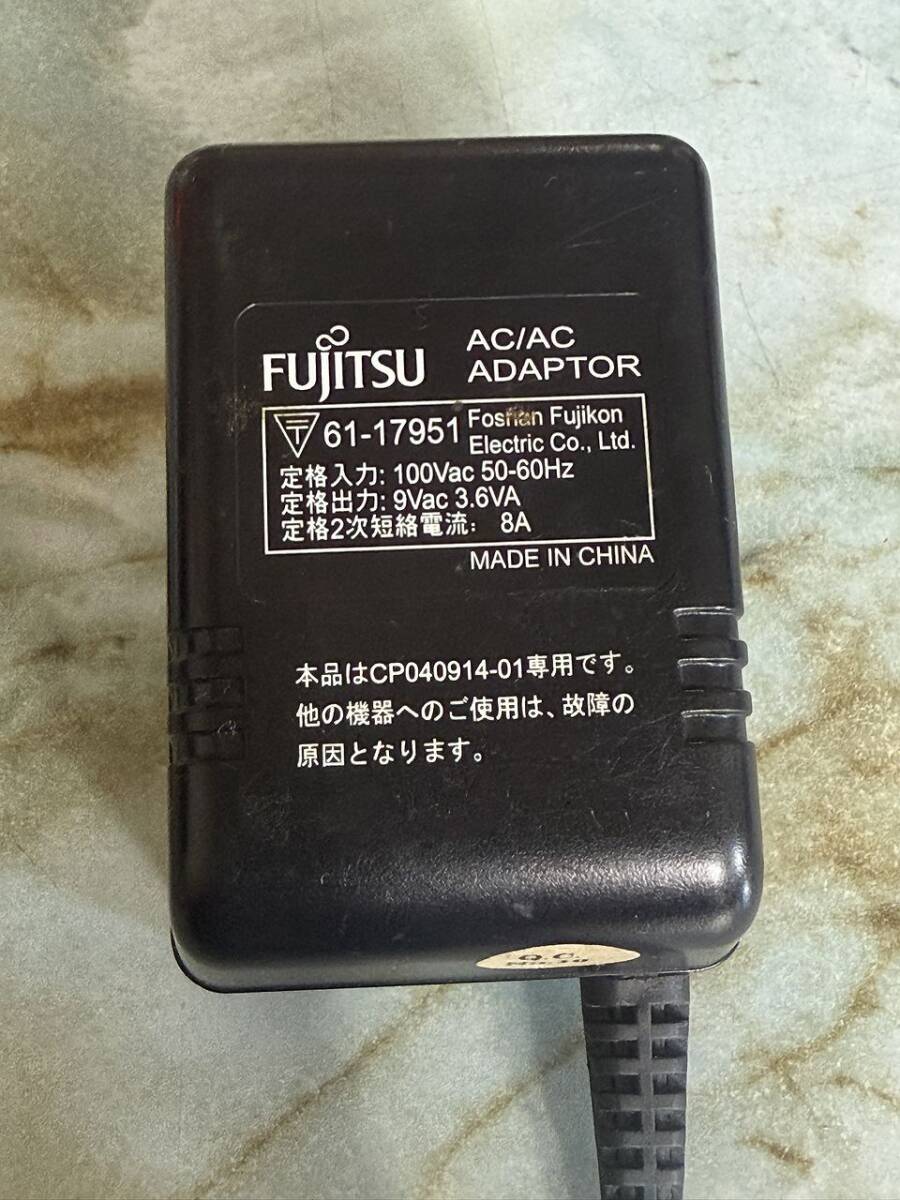 FUJITSU
AC/AC
ADAPTOR
61-17951
Foshan Fujikon
Electric Co., Ltd.
定格入力: 100Vac 50-60Hz
定格出力: 9Vac 3.6VA
定格2次短絡電流: 8A
MADE IN CHINA
本品はCP040914-01専用です。
他の機器へのご使用は、故障の
原因となります。
Q.C.